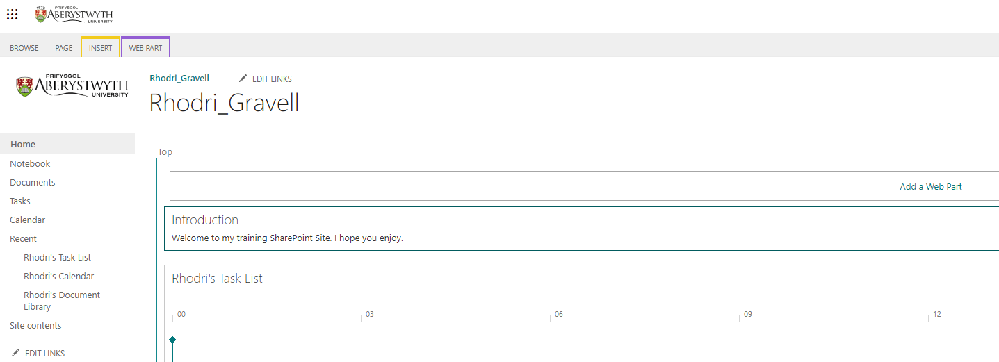 1872
PRIFYSGOL
ABERYSTWYTH
UNIVERSITY
BROWSE PAGE INSERT WEB PART
PRIFYSGOL
ABERYSTWYTH
UNIVERSITY
Rhodri_Gravell EDIT LINKS
Rhodri_Gravell
Home
Notebook
Documents
Tasks
Calendar
Recent
Rhodri's Task List
Rhodri's Calendar
Rhodri's Document
Library
Site contents
EDIT LINKS
Top
Add a Web Part
Introduction
Welcome to my training SharePoint Site. I hope you enjoy.
Rhodri's Task List
00 03 06 09 12